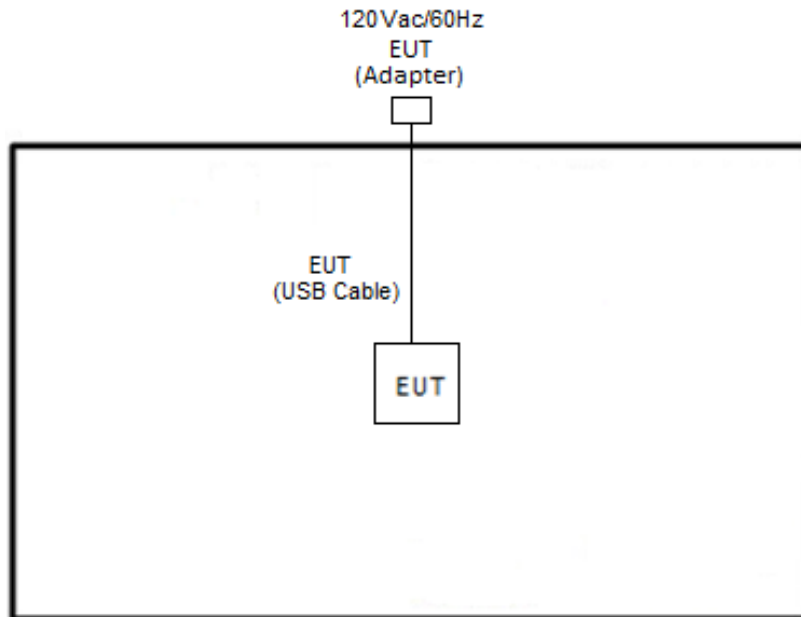 120Vac/60Hz
EUT
(Adapter)
EUT
(USB Cable)
EUT